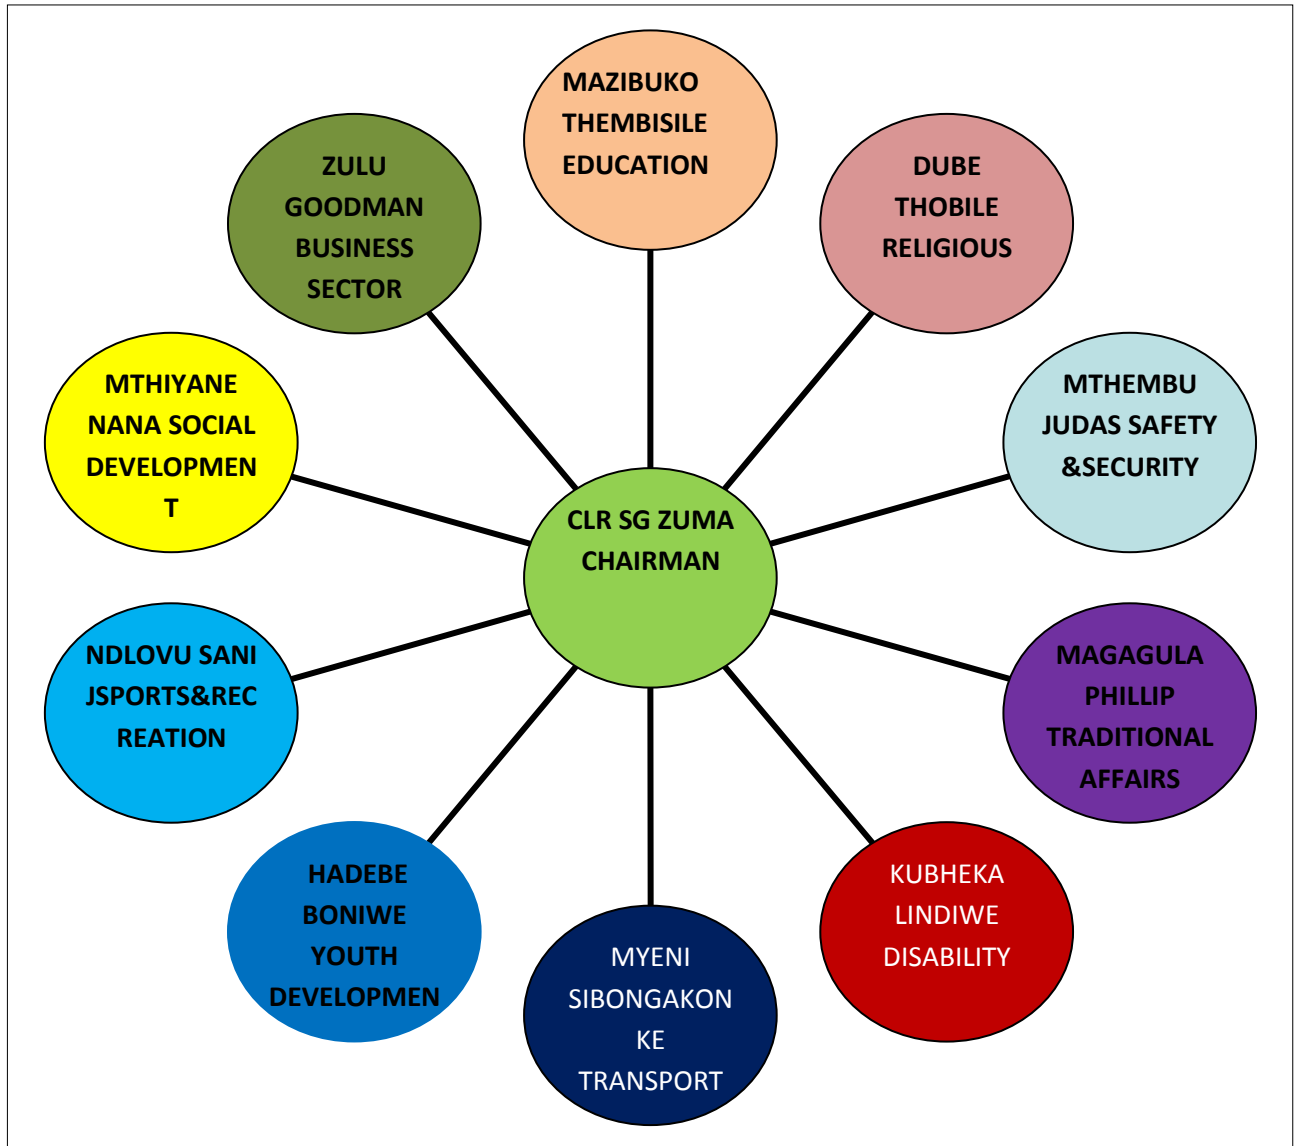 MAZIBUKO
THEMBISILE
EDUCATION
DUBE
THOBILE
RELIGIOUS
MTHEMBU
JUDAS SAFETY
&SECURITY
MAGAGULA
PHILLIP
TRADITIONAL
AFFAIRS
KUBHEKA
LINDIWE
DISABILITY
MYENI
SIBONGAKON
KE
TRANSPORT
HADEBE
BONIWE
YOUTH
DEVELOPMEN
NDLOVU SANI
JSPORTS&REC
REATION
MTHIYANE
NANA SOCIAL
DEVELOPMEN
T
ZULU
GOODMAN
BUSINESS
SECTOR
CLR SG ZUMA
CHAIRMAN